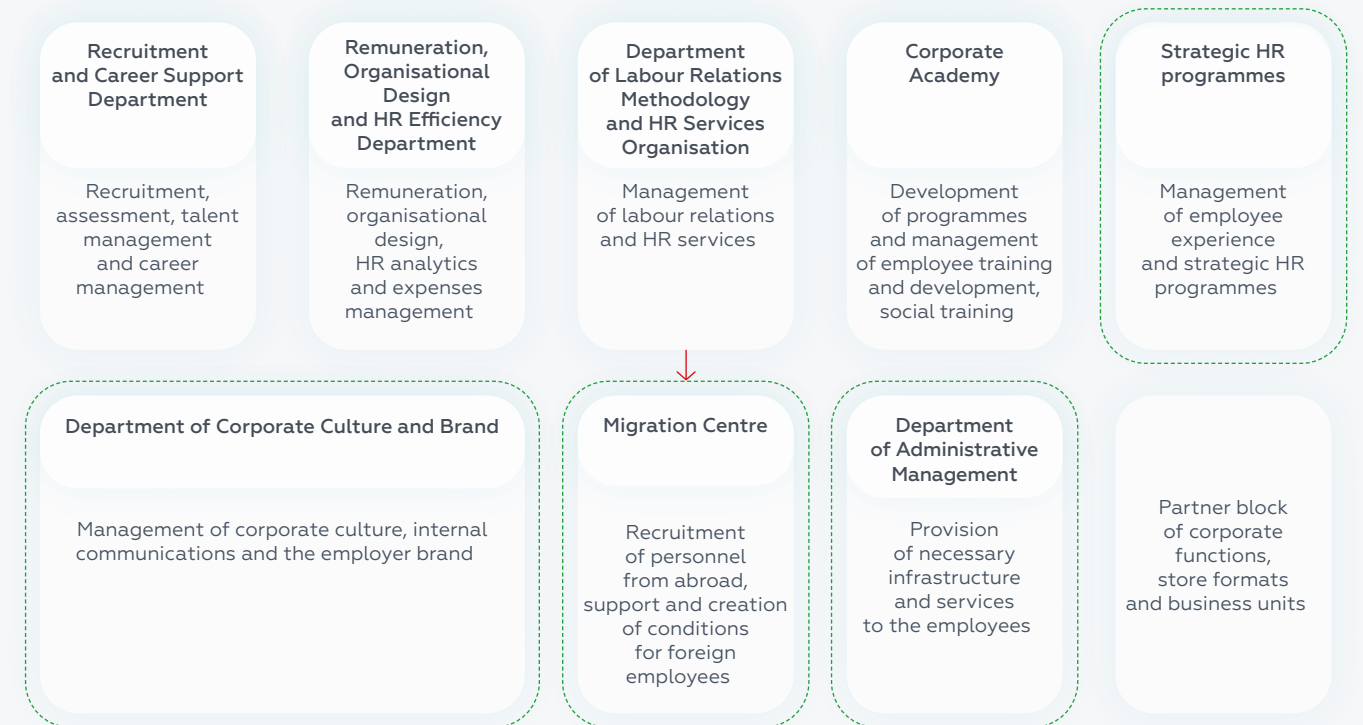 Recruitment
and Career Support
Department
Recruitment,
assessment, talent
management
and career
management
Remuneration,
Organisational
Design
and HR Efficiency
Department
Remuneration,
organisational
design,
HR analytics
and expenses
management
Department
of Labour Relations
Methodology
and HR Services
Organisation
Management
of labour relations
and HR services
Corporate
Academy
Development
of programmes
and management
of employee training
and development,
social training
Strategic HR
programmes
Management
of employee
experience
and strategic HR
programmes
Department of Corporate Culture and Brand
Management of corporate culture, internal
communications and the employer brand
Migration Centre
Recruitment
of personnel
from abroad,
support and creation
of conditions
for foreign
employees
Department
of Administrative
Management
Provision
of necessary
infrastructure
and services
to the employees
Partner block
of corporate
functions,
store formats
and business units